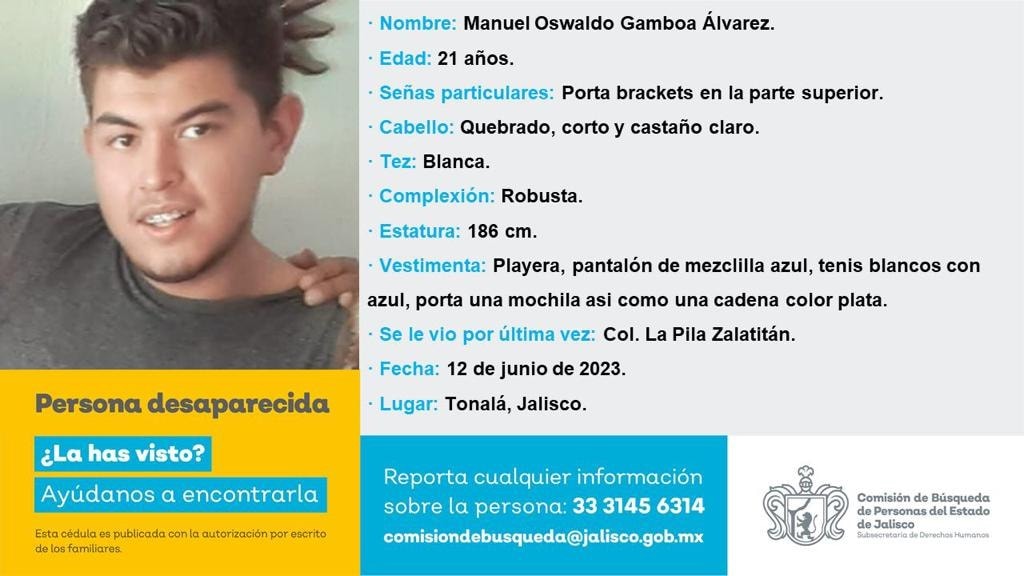 · Nombre: Manuel Oswaldo Gamboa Álvarez.
· Edad: 21 años.
· Señas particulares: Porta brackets en la parte superior.
· Cabello: Quebrado, corto y castaño claro.
· Tez: Blanca.
· Complexión: Robusta.
· Estatura: 186 cm.
· Vestimenta: Playera, pantalón de mezclilla azul, tenis blancos con
azul, porta una mochila asi como una cadena color plata.
· Se le vio por última vez: Col. La Pila Zalatitán.
· Fecha: 12 de junio de 2023.
· Lugar: Tonalá, Jalisco.
Persona desaparecida
¿La has visto?
Ayúdanos a encontrarla
Esta cédula es publicada con la autorización por escrito
de los familiares.
Reporta cualquier información
sobre la persona: 33 3145 6314
comisiondebusqueda@jalisco.gob.mx
Comisión de Búsqueda
de Personas del Estado
de Jalisco
Subsecretaría de Derechos Humanos